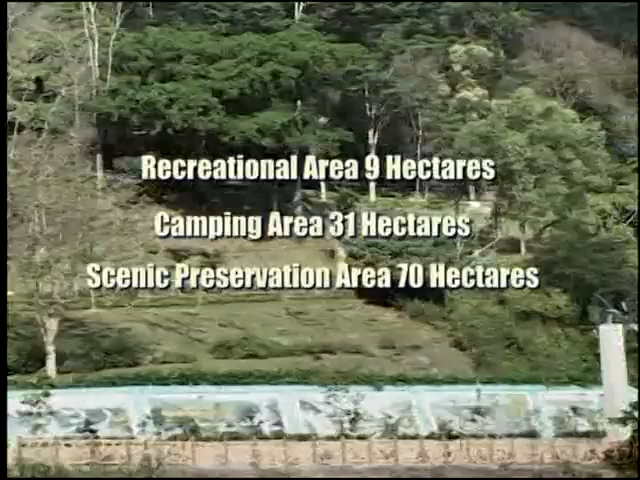 Recreational Area 9 Hectares
Camping Area 31 Hectares
Scenic Preservation Area 70 Hectares